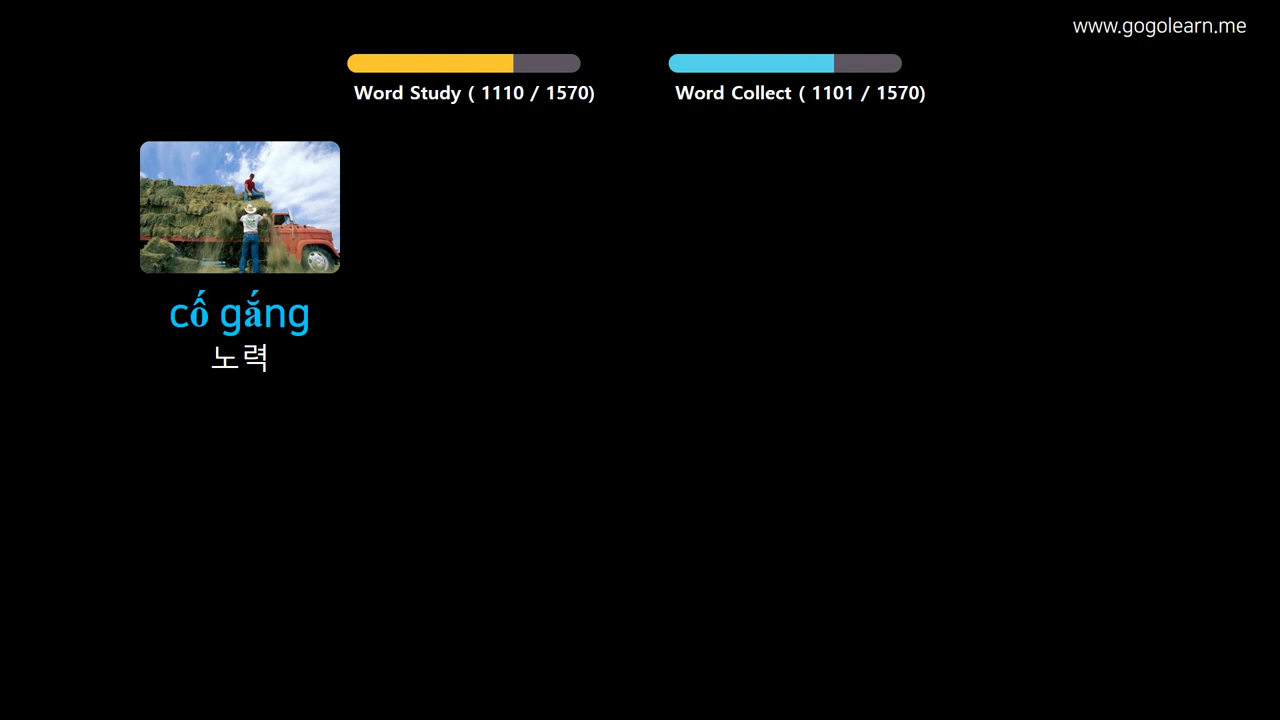 www.gogolearn.me
Word Study ( 1110 / 1570)
Word Collect ( 1101 / 1570)
cố gắng
노력